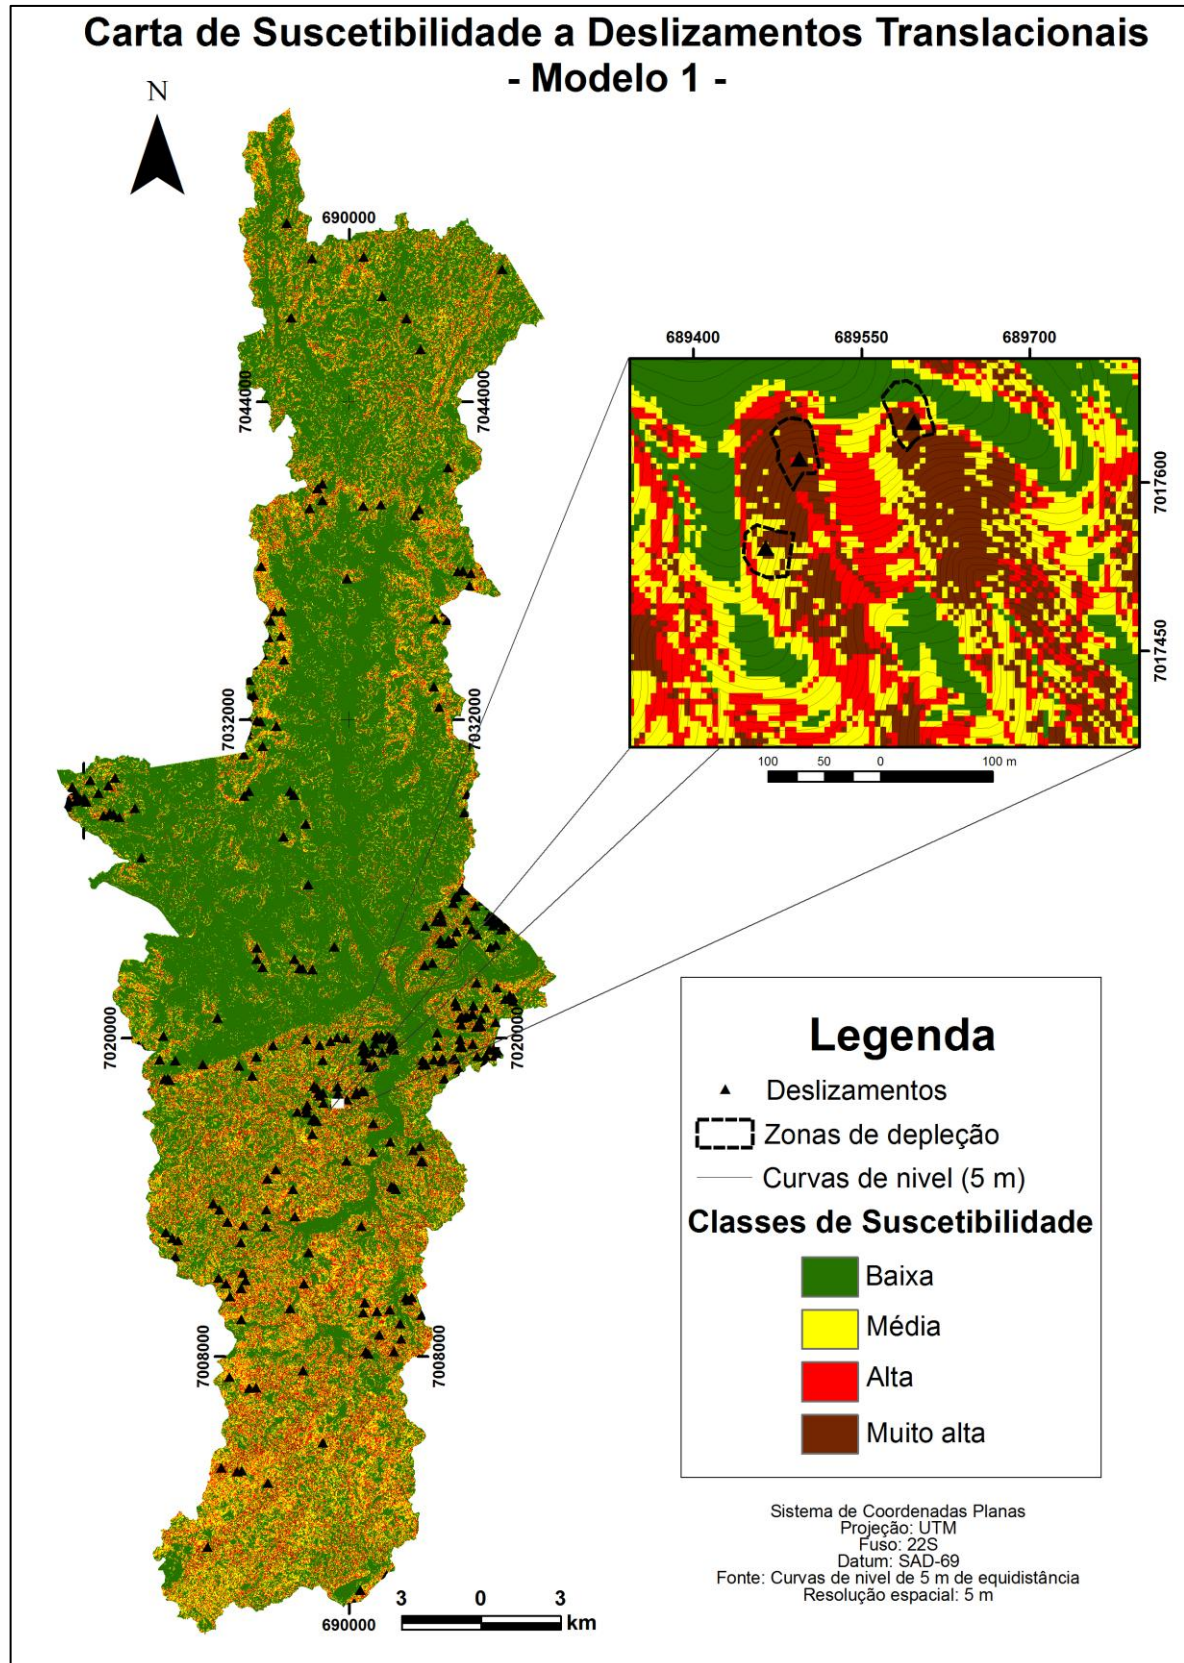 Carta de Suscetibilidade a Deslizamentos Translacionais
- Modelo 1 -
N
690000
7044000
7044000
689400
689550
689700
7017600
7017450
100 50 0 100 m
7032000
7032000
7020000
7020000
7008000
7008000
Legenda
Deslizamentos
Zonas de depleção
Curvas de nivel (5 m)
Classes de Suscetibilidade
Baixa
Média
Alta
Muito alta
Sistema de Coordenadas Planas
Projeção: UTM
Fuso: 22S
Datum: SAD-69
Fonte: Curvas de nivel de 5 m de equidistância
Resolução espacial: 5 m
3 0 3
km
690000